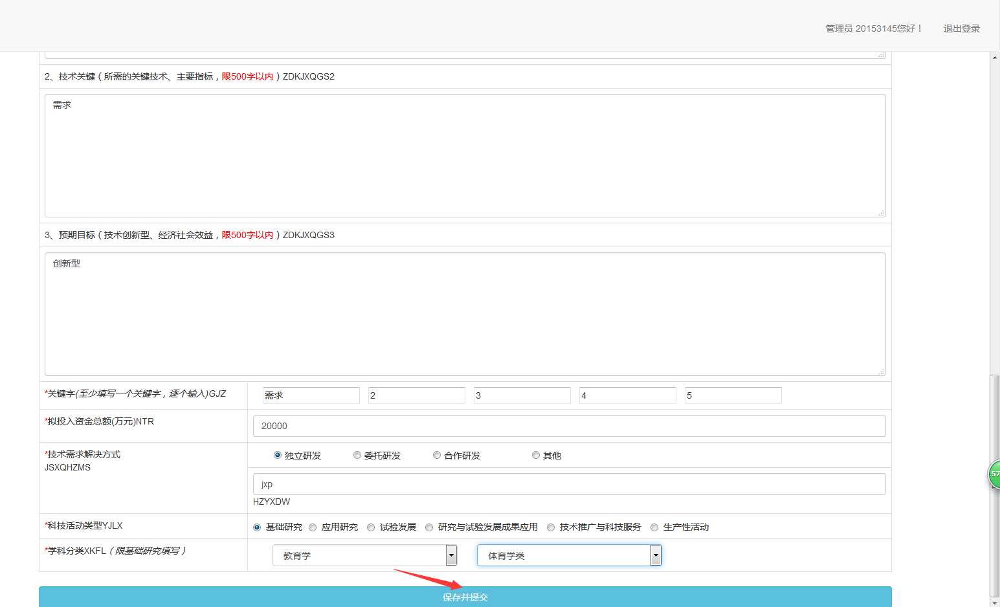 管理员 20153145您好！ 退出登录
2、技术关键（所需的关键技术、主要指标，限500字以内）ZDKJXQGS2
需求
3、预期目标（技术创新型、经济社会效益，限500字以内）ZDKJXQGS3
创新型
*关键字(至少填写一个关键字，逐个输入)GJZ 需求 2 3 4 5
*拟投入资金总额(万元)NTR 20000
*技术需求解决方式 独立研发 委托研发 合作研发 其他
JSXQHZMS
jxp
HZYXDW
*科技活动类型YJLX 基础研究 应用研究 试验发展 研究与试验发展成果应用 技术推广与科技服务 生产性活动
*学科分类XKFL（限基础研究填写） 教育学 体育学类
保存并提交
57